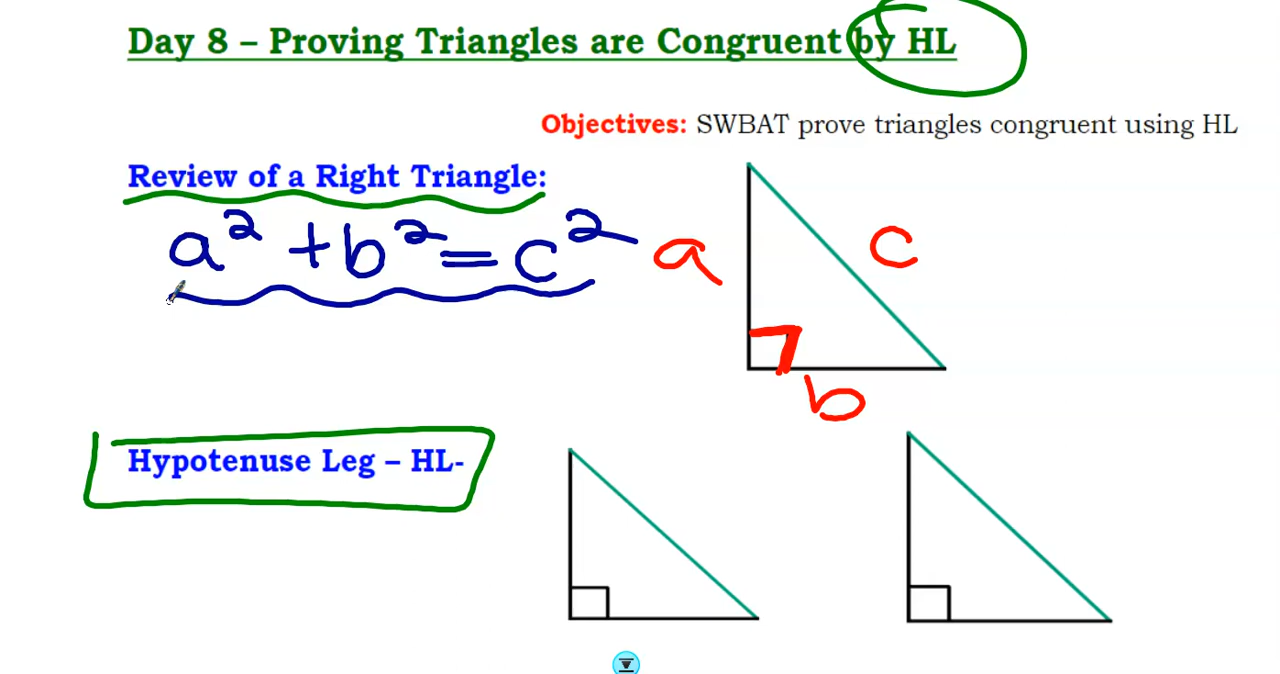 Day 8 – Proving Triangles are Congruent by HL
Objectives: SWBAT prove triangles congruent using HL
Review of a Right Triangle:
a² + b² = c²
a
c
b
Hypotenuse Leg – HL-